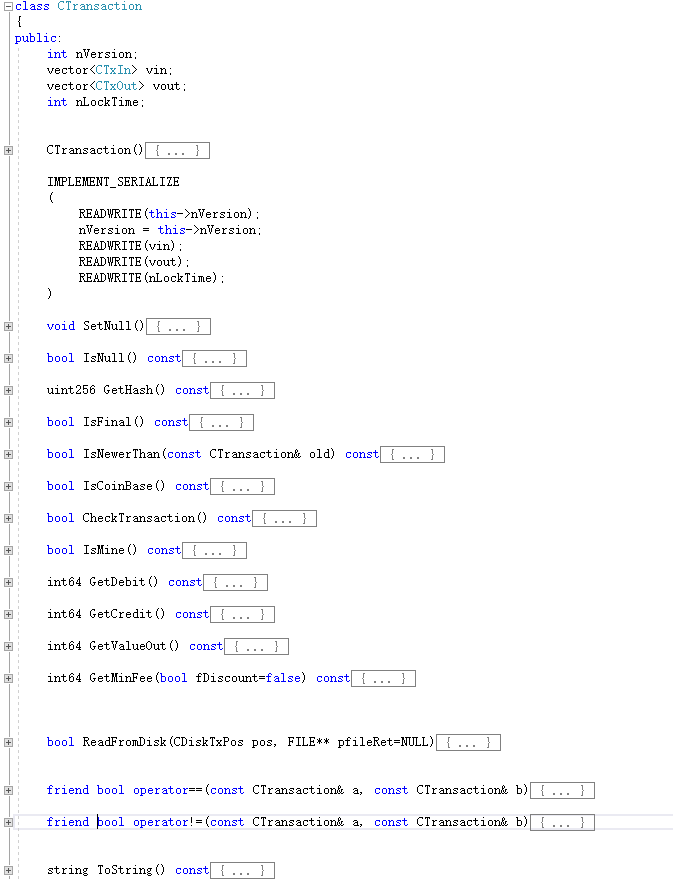 class CTransaction
{
public:
int nVersion;
vector<CTxIn> vin;
vector<CTxOut> vout;
int nLockTime;
CTransaction(){ ... }
IMPLEMENT_SERIALIZE
(
READWRITE(this->nVersion);
nVersion = this->nVersion;
READWRITE(vin);
READWRITE(vout);
READWRITE(nLockTime);
)
void SetNull(){ ... }
bool IsNull() const{ ... }
uint256 GetHash() const{ ... }
bool IsFinal() const{ ... }
bool IsNewerThan(const CTransaction& old) const{ ... }
bool IsCoinBase() const{ ... }
bool CheckTransaction() const{ ... }
bool IsMine() const{ ... }
int64 GetDebit() const{ ... }
int64 GetCredit() const{ ... }
int64 GetValueOut() const{ ... }
int64 GetMinFee(bool fDiscount=false) const{ ... }
bool ReadFromDisk(CDiskTxPos pos, FILE** pfileRet=NULL){ ... }
friend bool operator==(const CTransaction& a, const CTransaction& b){ ... }
friend bool operator!=(const CTransaction& a, const CTransaction& b){ ... }
string ToString() const{ ... }